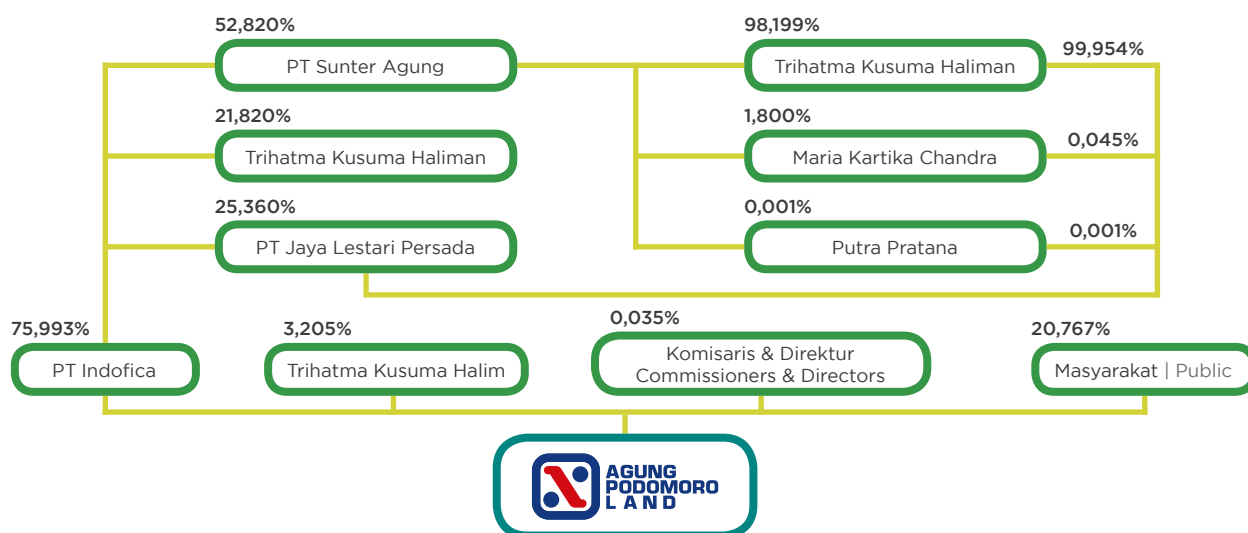 52,820%
PT Sunter Agung
98,199%
Trihatma Kusuma Haliman
99,954%
21,820%
Trihatma Kusuma Haliman
1,800%
Maria Kartika Chandra
0,045%
25,360%
PT Jaya Lestari Persada
0,001%
Putra Pratana
0,001%
75,993%
PT Indofica
3,205%
Trihatma Kusuma Halim
0,035%
Komisaris & Direktur
Commissioners & Directors
20,767%
Masyarakat | Public
AGUNG
PODOMORO
LAND